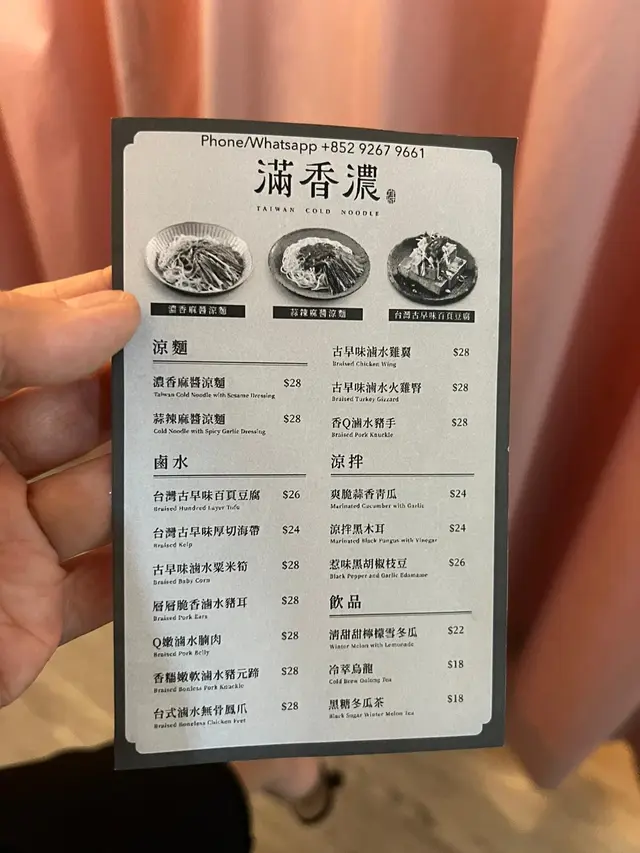 Phone/Whatsapp +852 9267 9661
滿香濃
TAIWAN COLD NOODLE
濃香麻醬涼麵
蒜辣麻醬涼麵
台灣古早味百頁豆腐
涼麵
濃香麻醬涼麵 $28
Taiwan Cold Noodle with Sesame Dressing
蒜辣麻醬涼麵 $28
Cold Noodle with Spicy Garlic Dressing
鹵水
台灣古早味百頁豆腐 $26
Braised Hundred Layer Tofu
台灣古早味厚切海帶 $24
Braised Kelp
古早味滷水粟米筍 $28
Braised Baby Corn
層層脆香滷水豬耳 $28
Braised Pork Ears
Q嫩滷水腩肉 $28
Braised Pork Belly
香糯嫩軟滷水豬元蹄 $28
Braised Bonless Pork Knuckle
台式滷水無骨鳳爪 $28
Braised Boneless Chicken Feet
古早味滷水雞翼 $28
Braised Chicken Wing
古早味滷水火雞腎 $28
Braised Turkey Gizzard
香Q滷水豬手 $28
Braised Pork Knuckle
涼拌
爽脆蒜香青瓜 $24
Marinated Cucumber with Garlic
涼拌黑木耳 $24
Marinated Black Fungus with Vinegar
惹味黑胡椒枝豆 $26
Black Pepper and Garlic Edamame
飲品
清甜甜檸檬雪冬瓜 $22
Winter Melon with Lemonade
冷萃烏龍 $18
Cold Brew Oolong Tea
黑糖冬瓜茶 $18
Black Sugar Winter Melon Tea